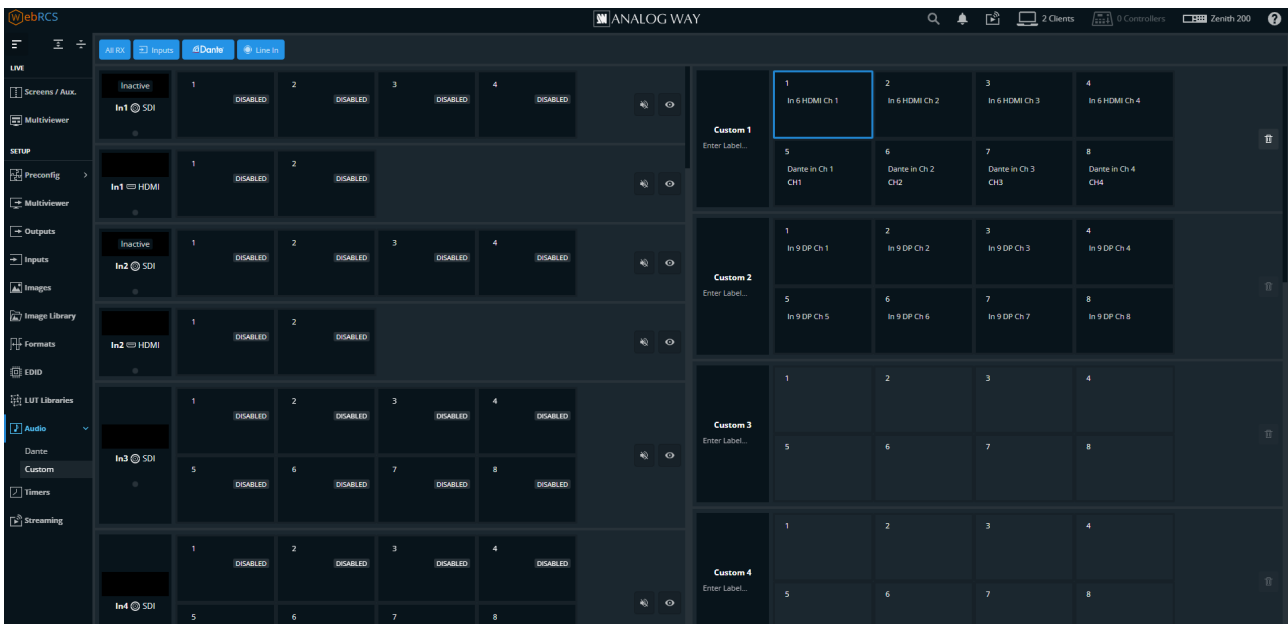 WebRCS
ANALOG WAY
2 Clients
0 Controllers
Zenith 200
All RX
Inputs
Dante
Line In
LIVE
Screens / Aux.
Multiviewer
SETUP
Preconfig
Multiviewer
Outputs
Inputs
Images
Image Library
Formats
EDID
LUT Libraries
Audio
Dante
Custom
Timers
Streaming
Inactive
In1 SDI
1 DISABLED
2 DISABLED
3 DISABLED
4 DISABLED
In1 HDMI
1 DISABLED
2 DISABLED
Inactive
In2 SDI
1 DISABLED
2 DISABLED
3 DISABLED
4 DISABLED
In2 HDMI
1 DISABLED
2 DISABLED
In3 SDI
1 DISABLED
2 DISABLED
3 DISABLED
4 DISABLED
5 DISABLED
6 DISABLED
7 DISABLED
8 DISABLED
In4 SDI
1 DISABLED
2 DISABLED
3 DISABLED
4 DISABLED
5
6
7
8
Custom 1
Enter Label...
1
In 6 HDMI Ch 1
2
In 6 HDMI Ch 2
3
In 6 HDMI Ch 3
4
In 6 HDMI Ch 4
5
Dante in Ch 1
CH1
6
Dante in Ch 2
CH2
7
Dante in Ch 3
CH3
8
Dante in Ch 4
CH4
Custom 2
Enter Label...
1
In 9 DP Ch 1
2
In 9 DP Ch 2
3
In 9 DP Ch 3
4
In 9 DP Ch 4
5
In 9 DP Ch 5
6
In 9 DP Ch 6
7
In 9 DP Ch 7
8
In 9 DP Ch 8
Custom 3
Enter Label...
1
2
3
4
5
6
7
8
Custom 4
Enter Label...
1
2
3
4
5
6
7
8